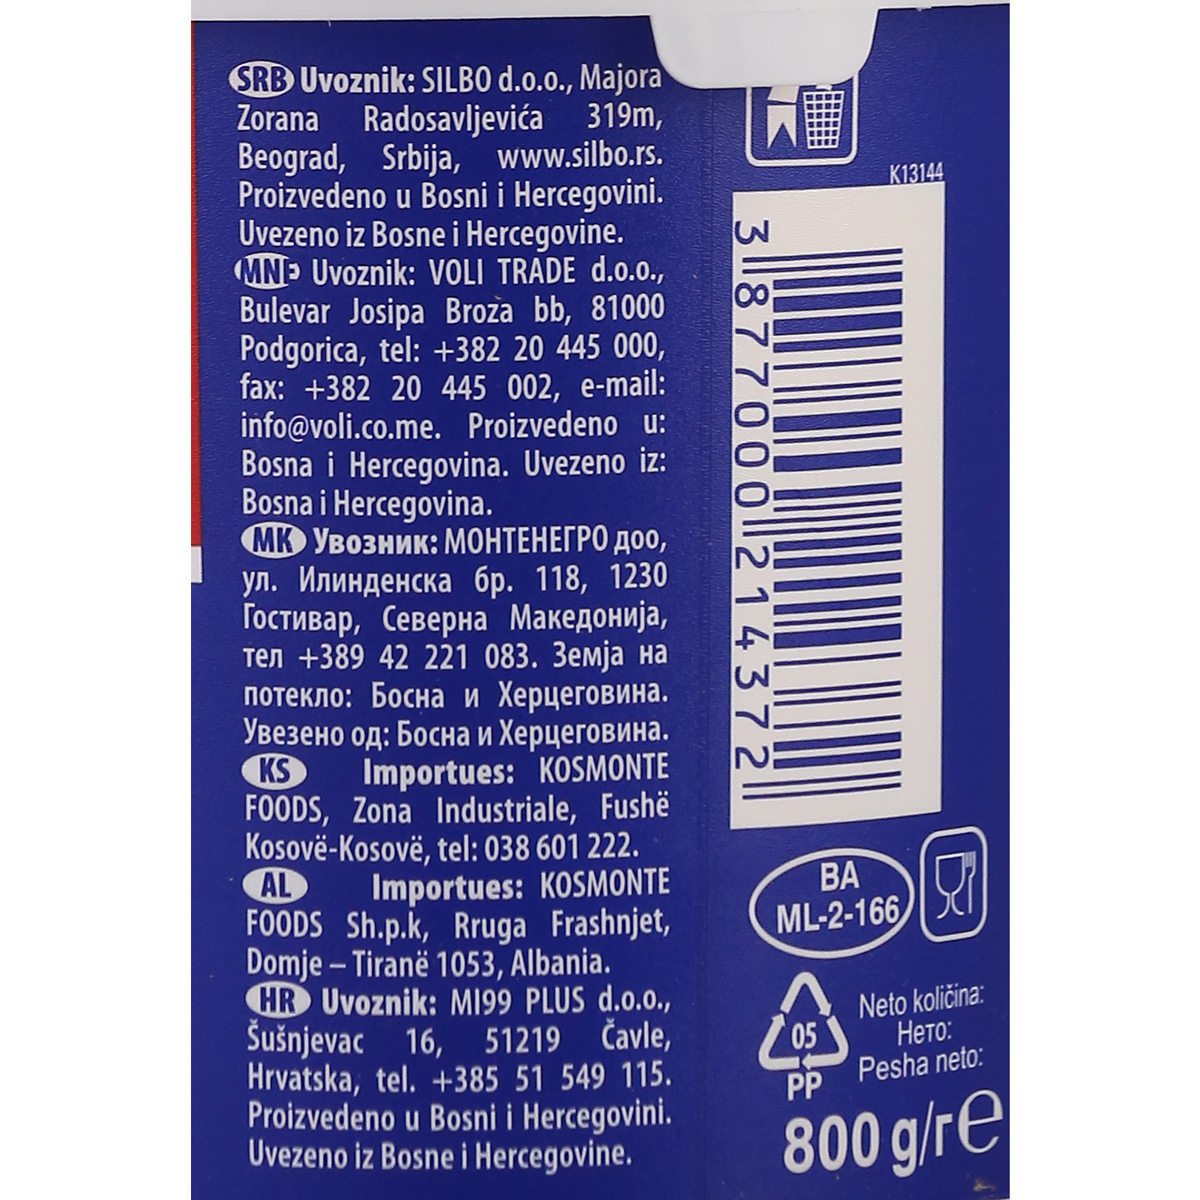 SRB Uvoznik: SILBO d.o.o., Majora
Zorana Radosavljevića 319m,
Beograd, Srbija, www.silbo.rs.
Proizvedeno u Bosni i Hercegovini.
Uvezeno iz Bosne i Hercegovine.
MNE Uvoznik: VOLI TRADE d.o.o.,
Bulevar Josipa Broza bb, 81000
Podgorica, tel: +382 20 445 000,
fax: +382 20 445 002, e-mail:
info@voli.co.me. Proizvedeno u:
Bosna i Hercegovina. Uvezeno iz:
Bosna i Hercegovina.
MK Увозник: МОНТЕНЕГРО доо,
ул. Илинденска бр. 118, 1230
Гостивар, Северна Македонија,
тел +389 42 221 083. Земја на
потекло: Босна и Херцеговина.
Увезено од: Босна и Херцеговина.
KS Importues: KOSMONTE
FOODS, Zona Industriale, Fushë
Kosovë-Kosovë, tel: 038 601 222.
AL Importues: KOSMONTE
FOODS Sh.p.k, Rruga Frashnjet,
Domje – Tiranë 1053, Albania.
HR Uvoznik: MI99 PLUS d.o.o.,
Šušnjevac 16, 51219 Čavle,
Hrvatska, tel. +385 51 549 115.
Proizvedeno u Bosni i Hercegovini.
Uvezeno iz Bosne i Hercegovine.
K13144
3 870002 14372
BA
ML-2-166
05
PP
Neto količina:
Нето:
Pesha neto:
800 g/г e